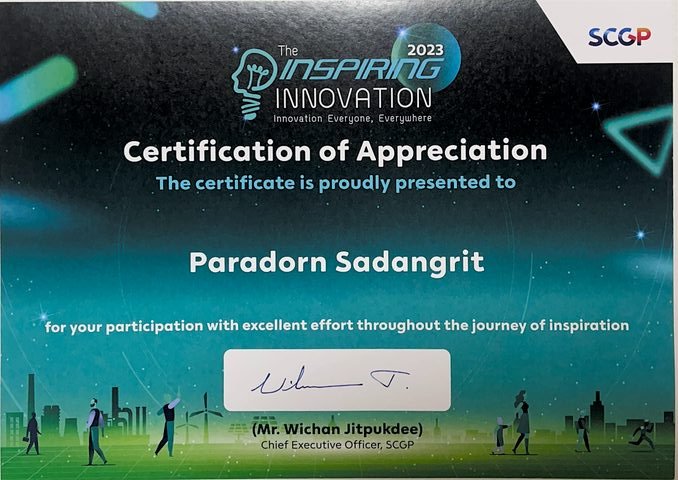 SCGP
The
2023
INSPIRING
INNOVATION
Innovation Everyone, Everywhere
Certification of Appreciation
The certificate is proudly presented to
Paradorn Sadangrit
for your participation with excellent effort throughout the journey of inspiration
(Mr. Wichan Jitpukdee)
Chief Executive Officer, SCGP